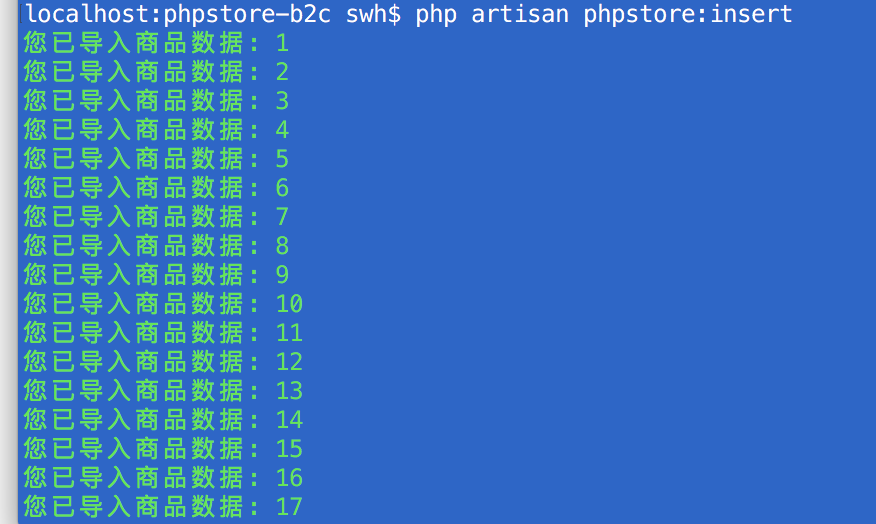 localhost:phpstore-b2c swh$ php artisan phpstore:insert
您已导入商品数据: 1
您已导入商品数据: 2
您已导入商品数据: 3
您已导入商品数据: 4
您已导入商品数据: 5
您已导入商品数据: 6
您已导入商品数据: 7
您已导入商品数据: 8
您已导入商品数据: 9
您已导入商品数据: 10
您已导入商品数据: 11
您已导入商品数据: 12
您已导入商品数据: 13
您已导入商品数据: 14
您已导入商品数据: 15
您已导入商品数据: 16
您已导入商品数据: 17